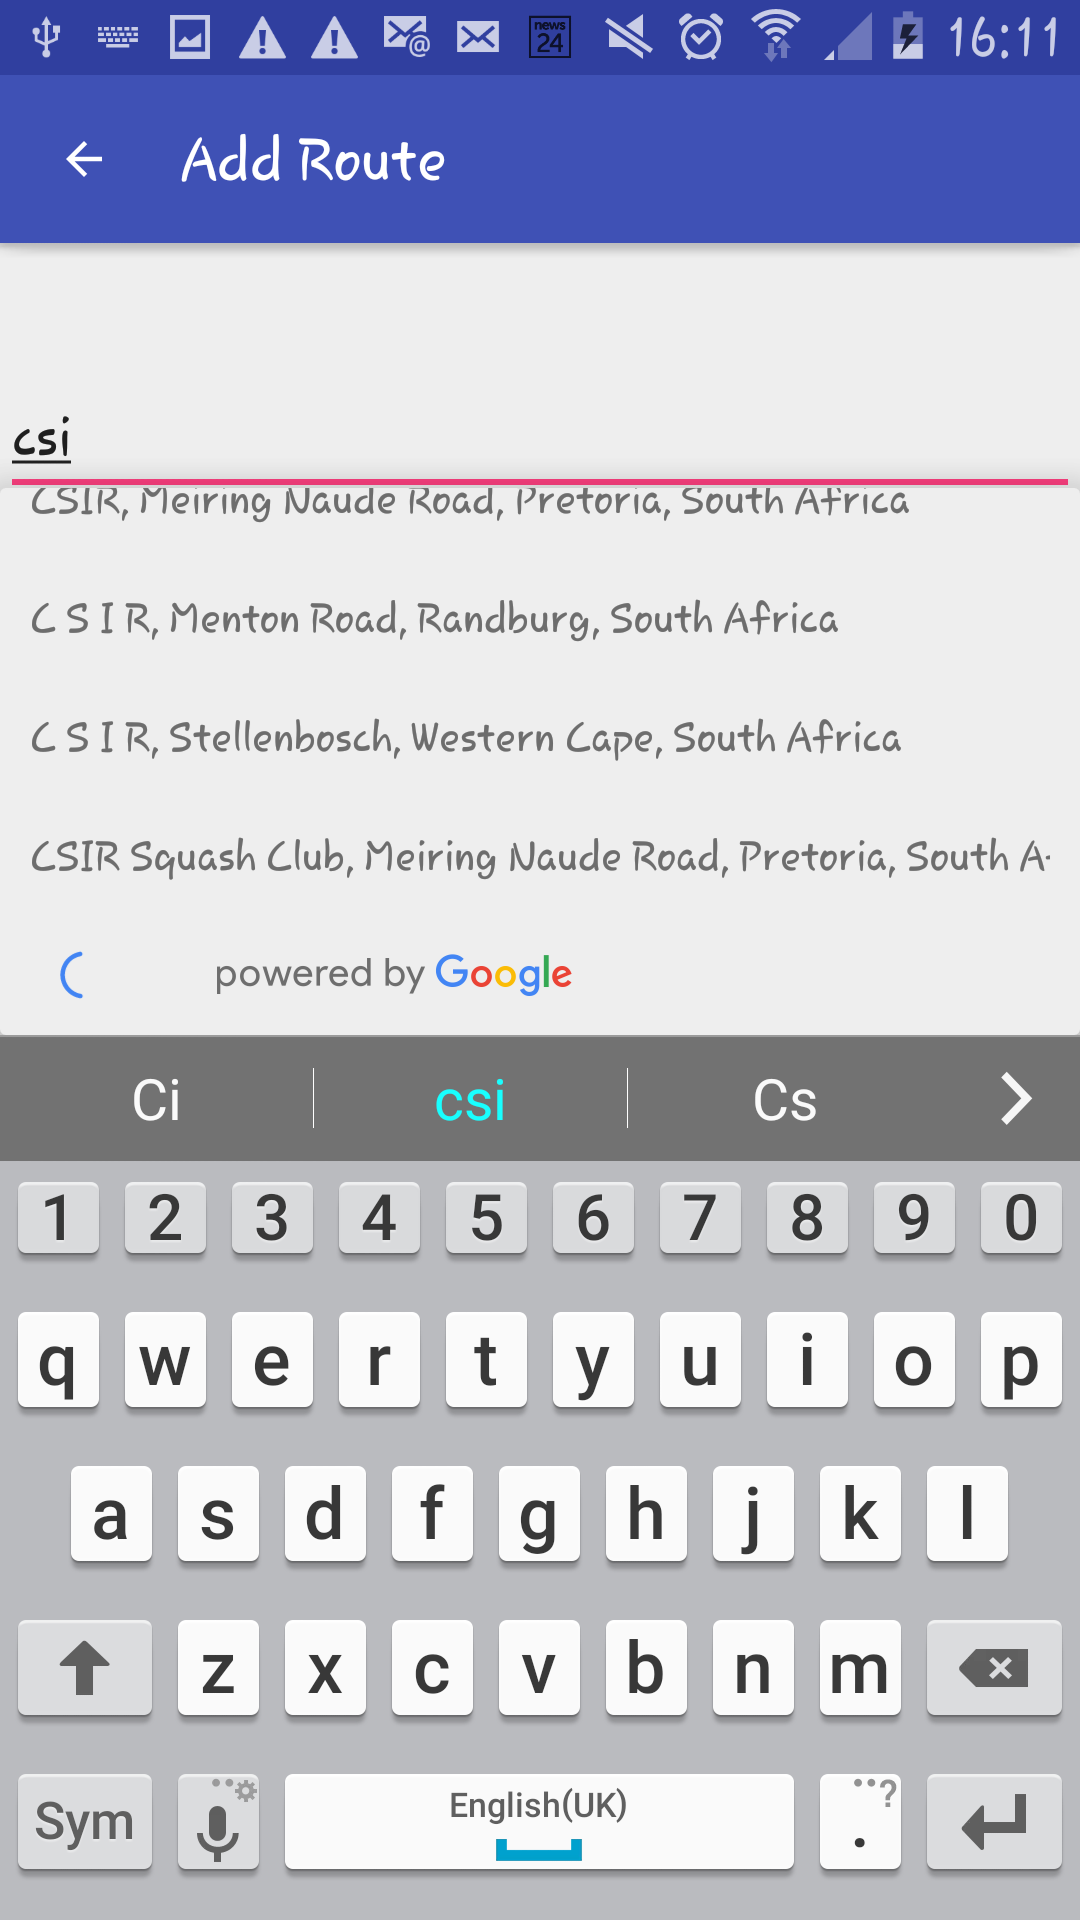 news
24
16:11
Add Route
csi
CSIR, Meiring Naude Road, Pretoria, South Africa
C S I R, Menton Road, Randburg, South Africa
C S I R, Stellenbosch, Western Cape, South Africa
CSIR Squash Club, Meiring Naude Road, Pretoria, South A
powered by Google
Ci csi Cs
1 2 3 4 5 6 7 8 9 0
q w e r t y u i o p
a s d f g h j k l
z x c v b n m
Sym English(UK) . ?